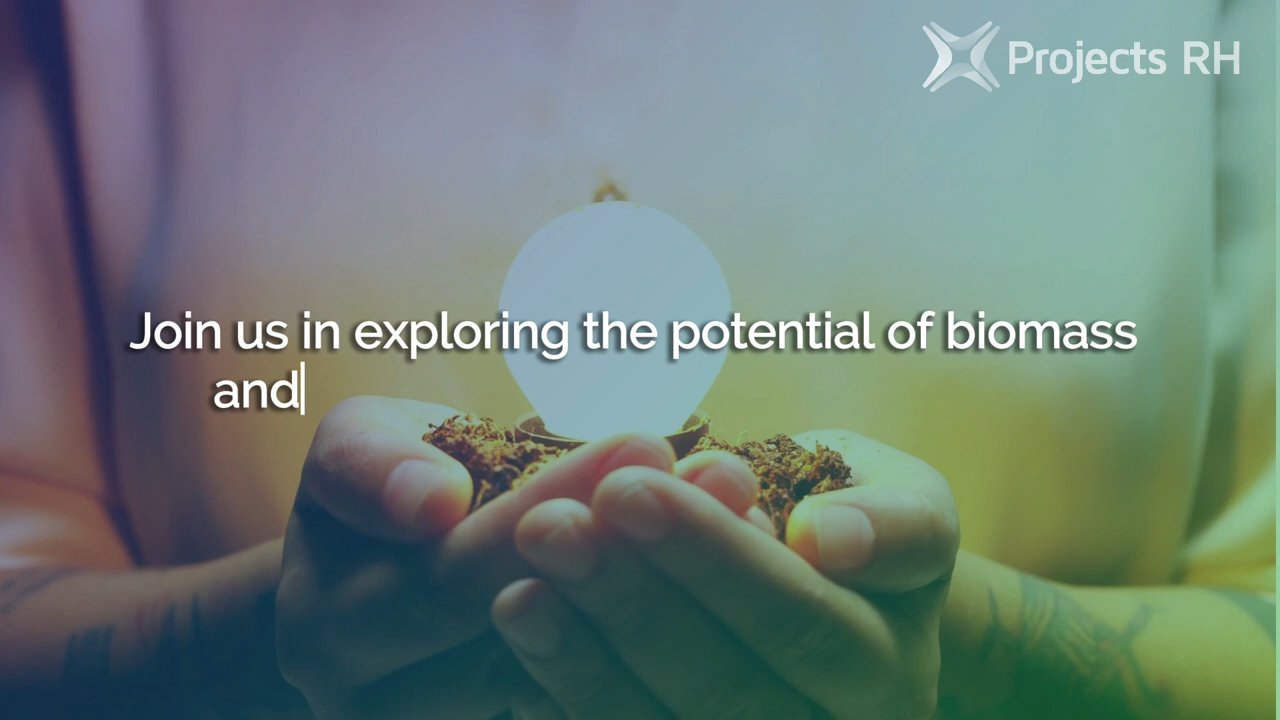 Projects RH
Join us in exploring the potential of biomass
and